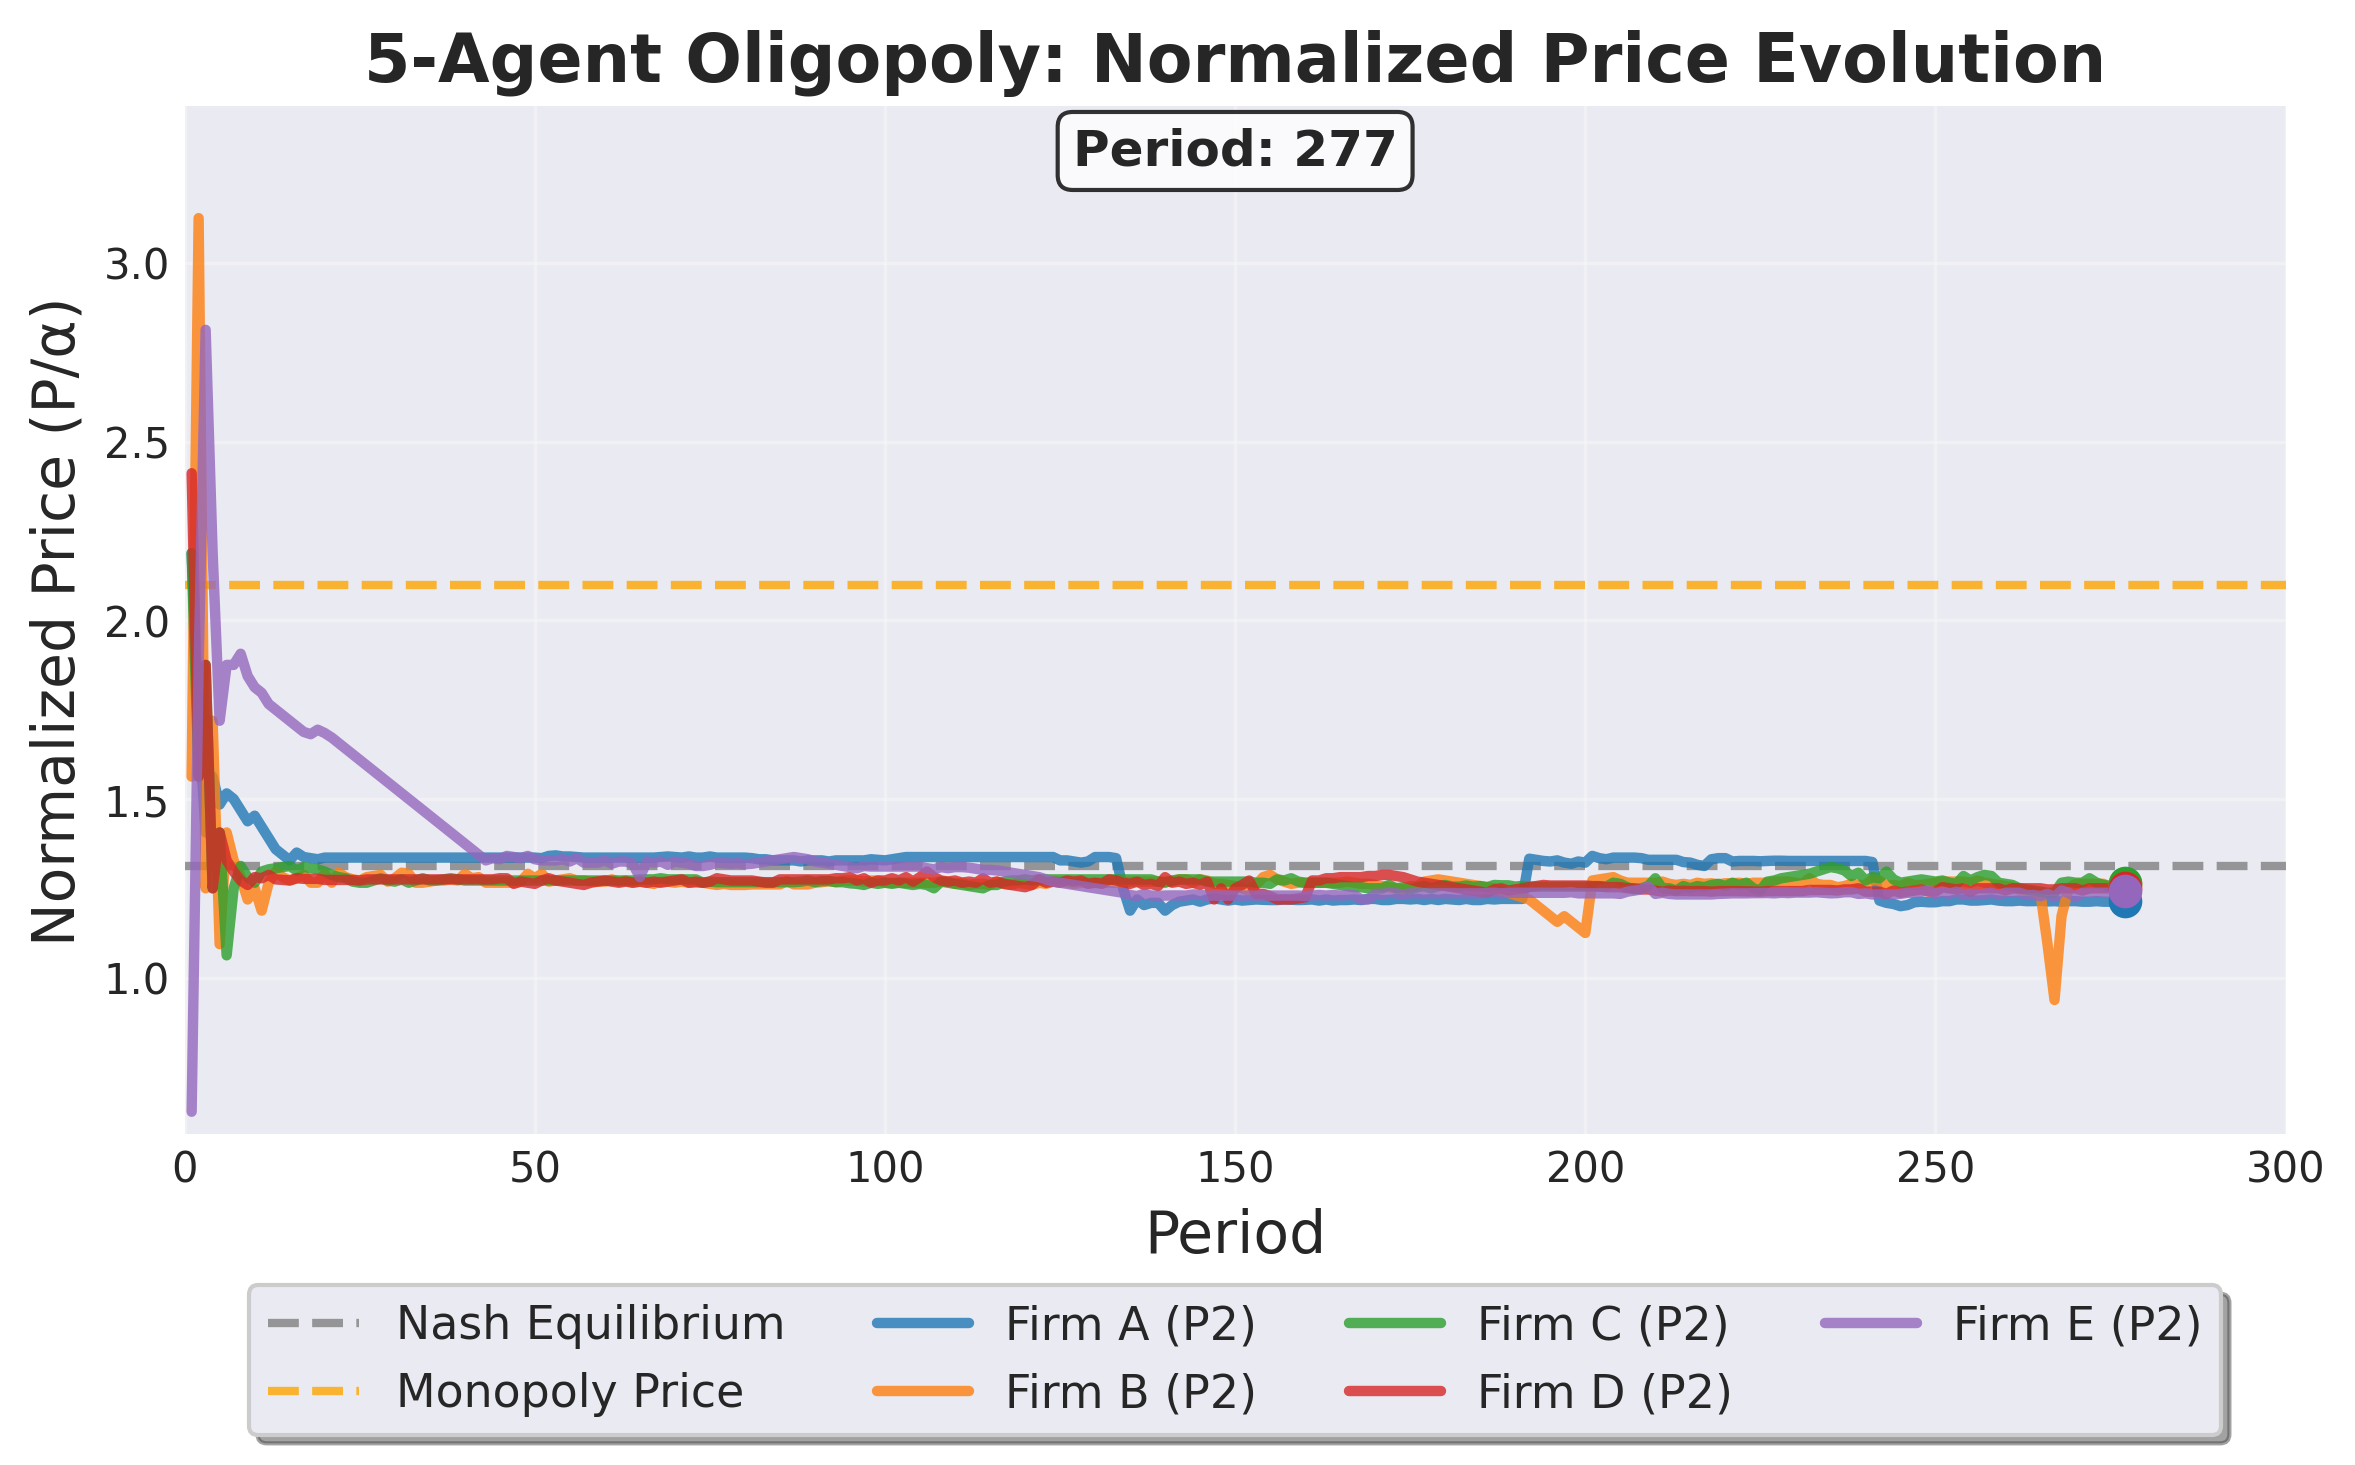 5-Agent Oligopoly: Normalized Price Evolution
Period: 277
Normalized Price (P/α)
3.0
2.5
2.0
1.5
1.0
0 50 100 150 200 250 300
Period
Nash Equilibrium Firm A (P2) Firm C (P2) Firm E (P2)
Monopoly Price Firm B (P2) Firm D (P2)